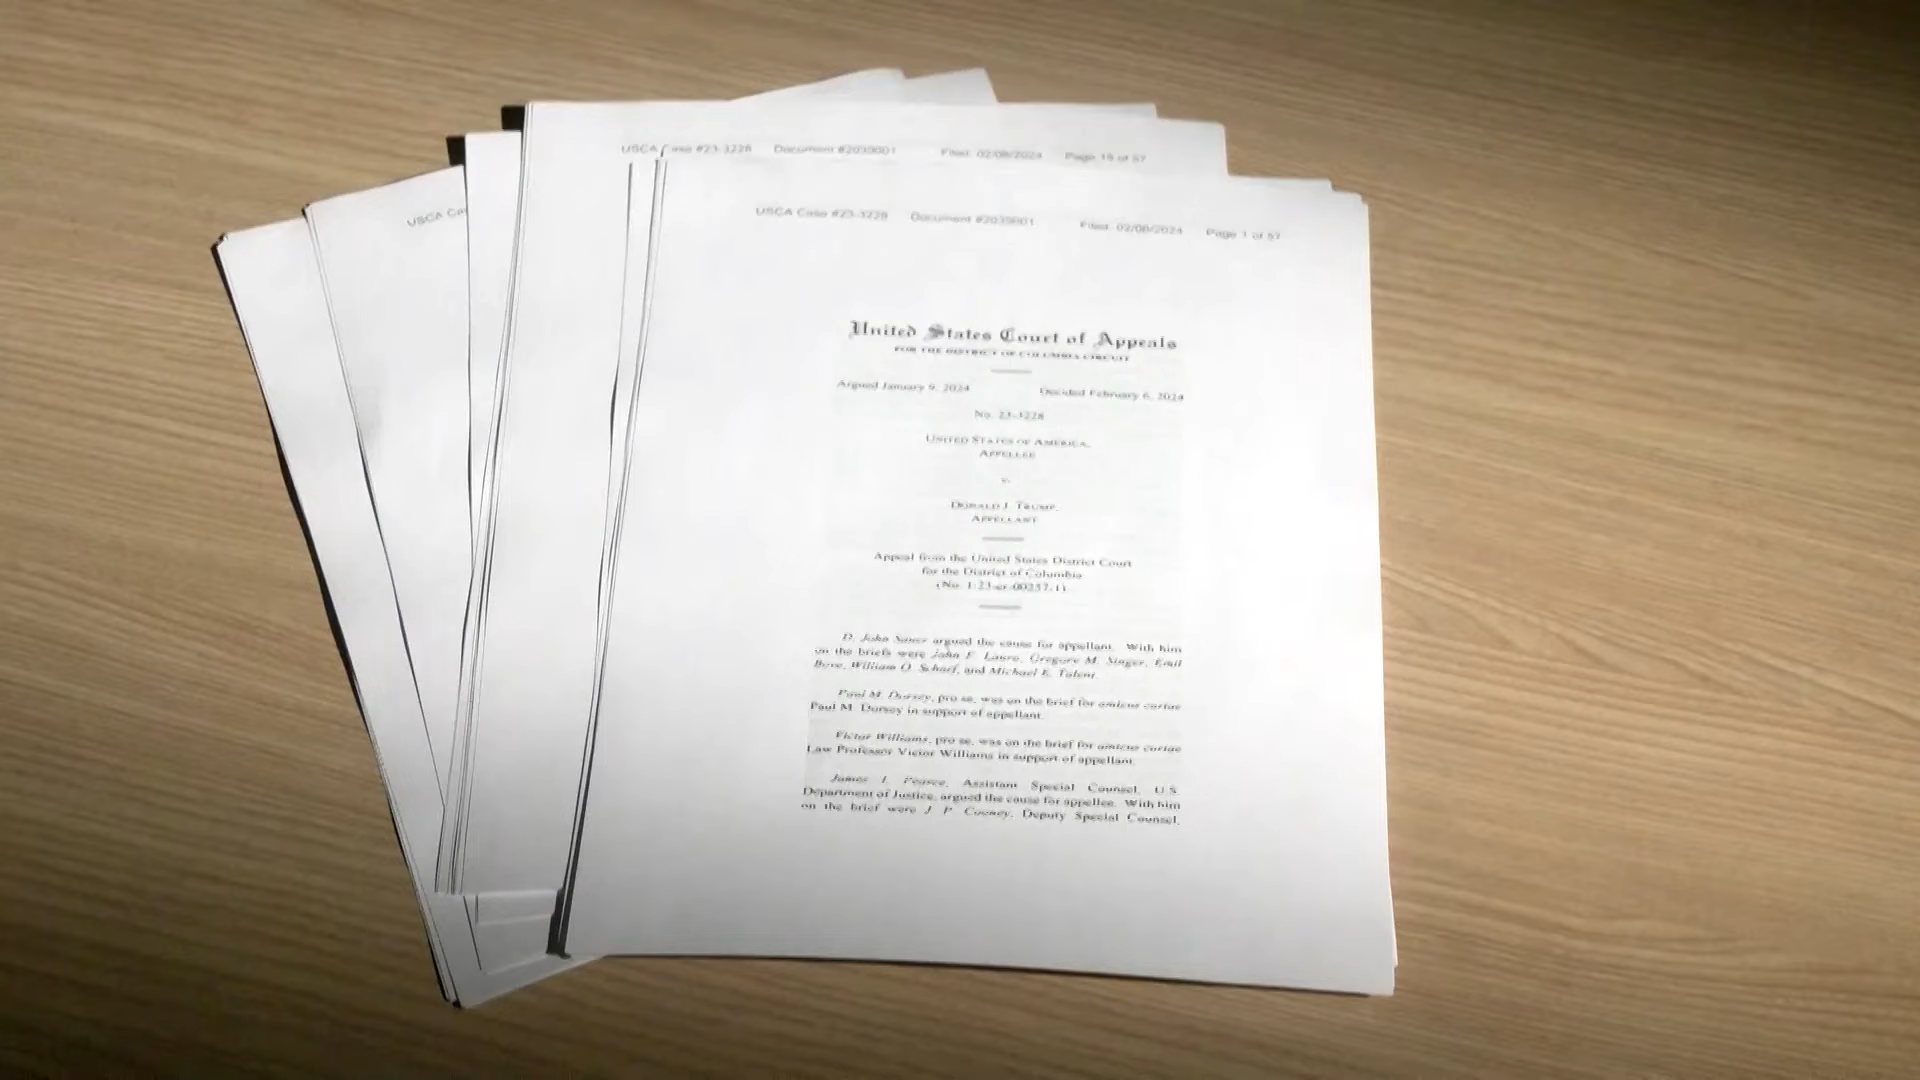 USCA Case #23-3228 Document #2039001 Filed: 02/06/2024 Page 15 of 57
USCA Cas
USCA Case #23-3228 Document #2039001 Filed: 02/06/2024 Page 1 of 57
United States Court of Appeals
FOR THE DISTRICT OF COLUMBIA CIRCUIT
Argued January 9, 2024 Decided February 6, 2024
No. 23-3228
UNITED STATES OF AMERICA,
APPELLEE
v.
DONALD J. TRUMP,
APPELLANT
Appeal from the United States District Court
for the District of Columbia
(No. 1:23-cr-00257-1)
D. John Sauer argued the cause for appellant. With him
on the briefs were John F. Lauro, Gregory M. Singer, Emil
Bove, William O. Scharf, and Michael E. Talent.
Paul M. Dorsey, pro se, was on the brief for amicus curiae
Paul M. Dorsey in support of appellant.
Victor Williams, pro se, was on the brief for amicus curiae
Law Professor Victor Williams in support of appellant.
James I. Pearce, Assistant Special Counsel, U.S.
Department of Justice, argued the cause for appellee. With him
on the brief were J. P. Cooney, Deputy Special Counsel,